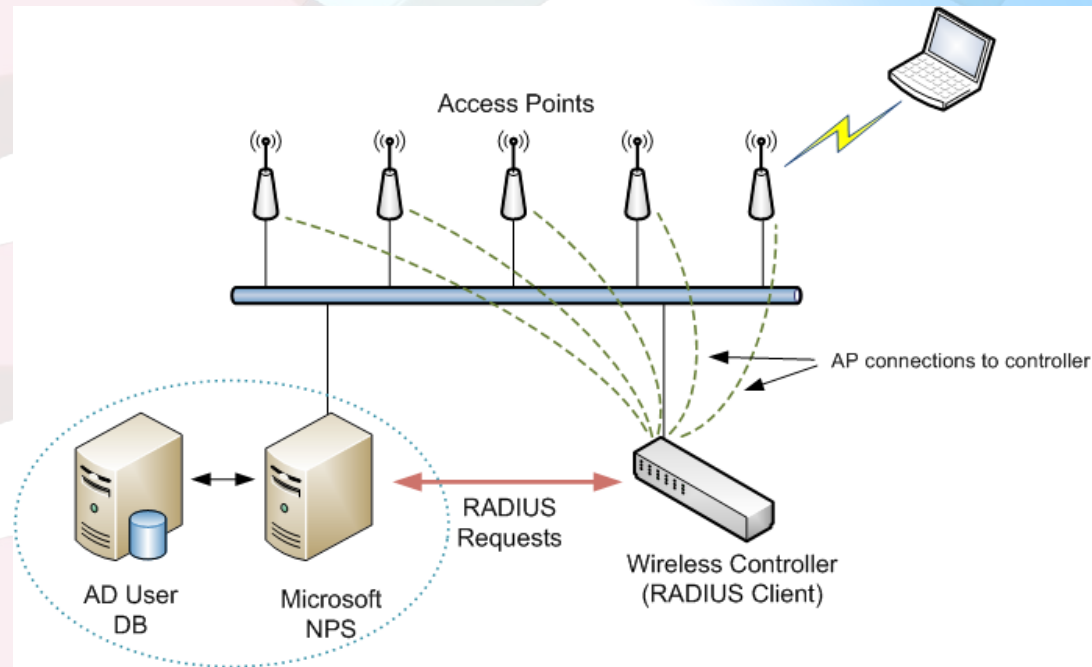 Access Points
AP connections to controller
RADIUS
Requests
Wireless Controller
(RADIUS Client)
AD User
DB
Microsoft
NPS